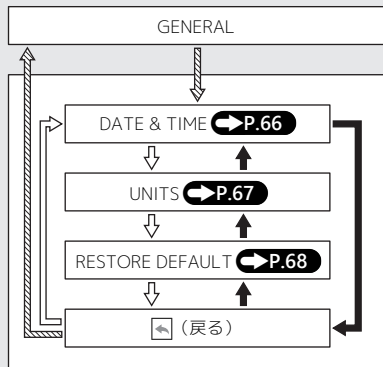 GENERAL
DATE & TIME P.66
UNITS P.67
RESTORE DEFAULT P.68
（戻る）